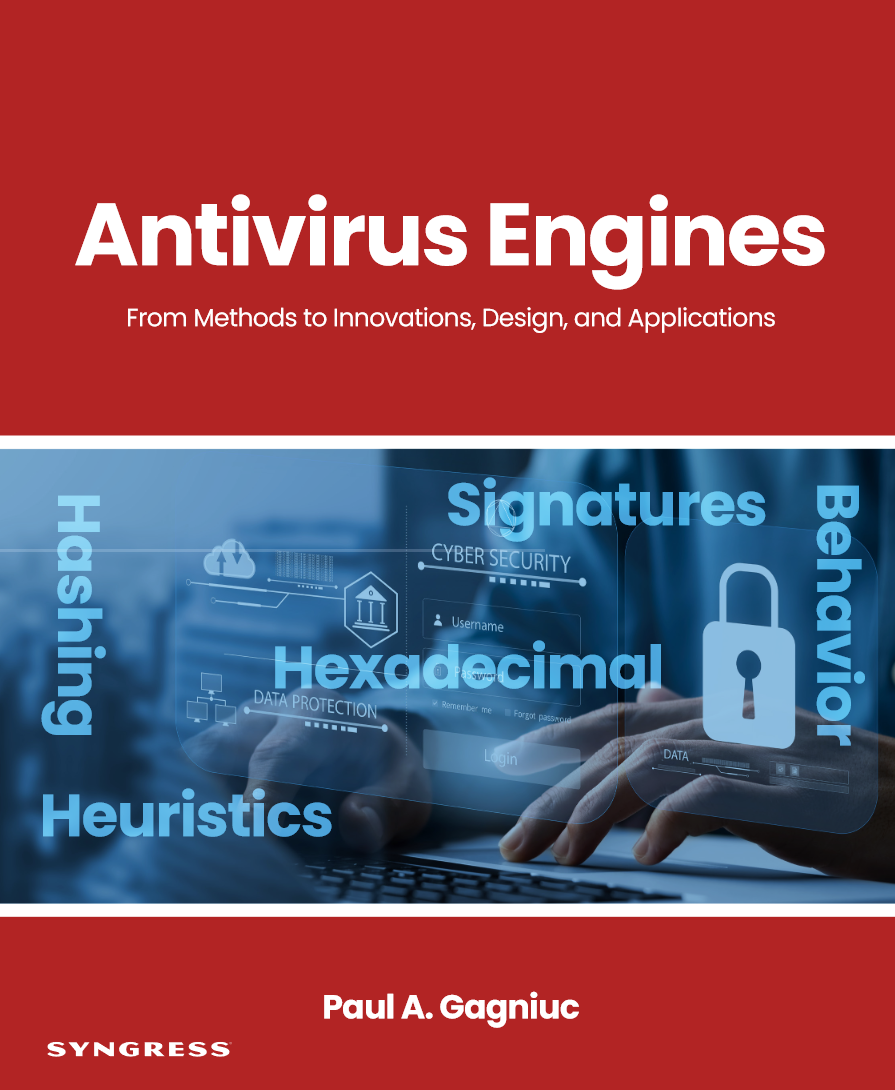 Antivirus Engines
From Methods to Innovations, Design, and Applications
Signatures
Behavior
Hashing
CYBER SECURITY
Username
Hexadecimal
Password
Remember me
Forgot password
DATA PROTECTION
Login
DATA
Heuristics
Paul A. Gagniuc
SYNGRESS